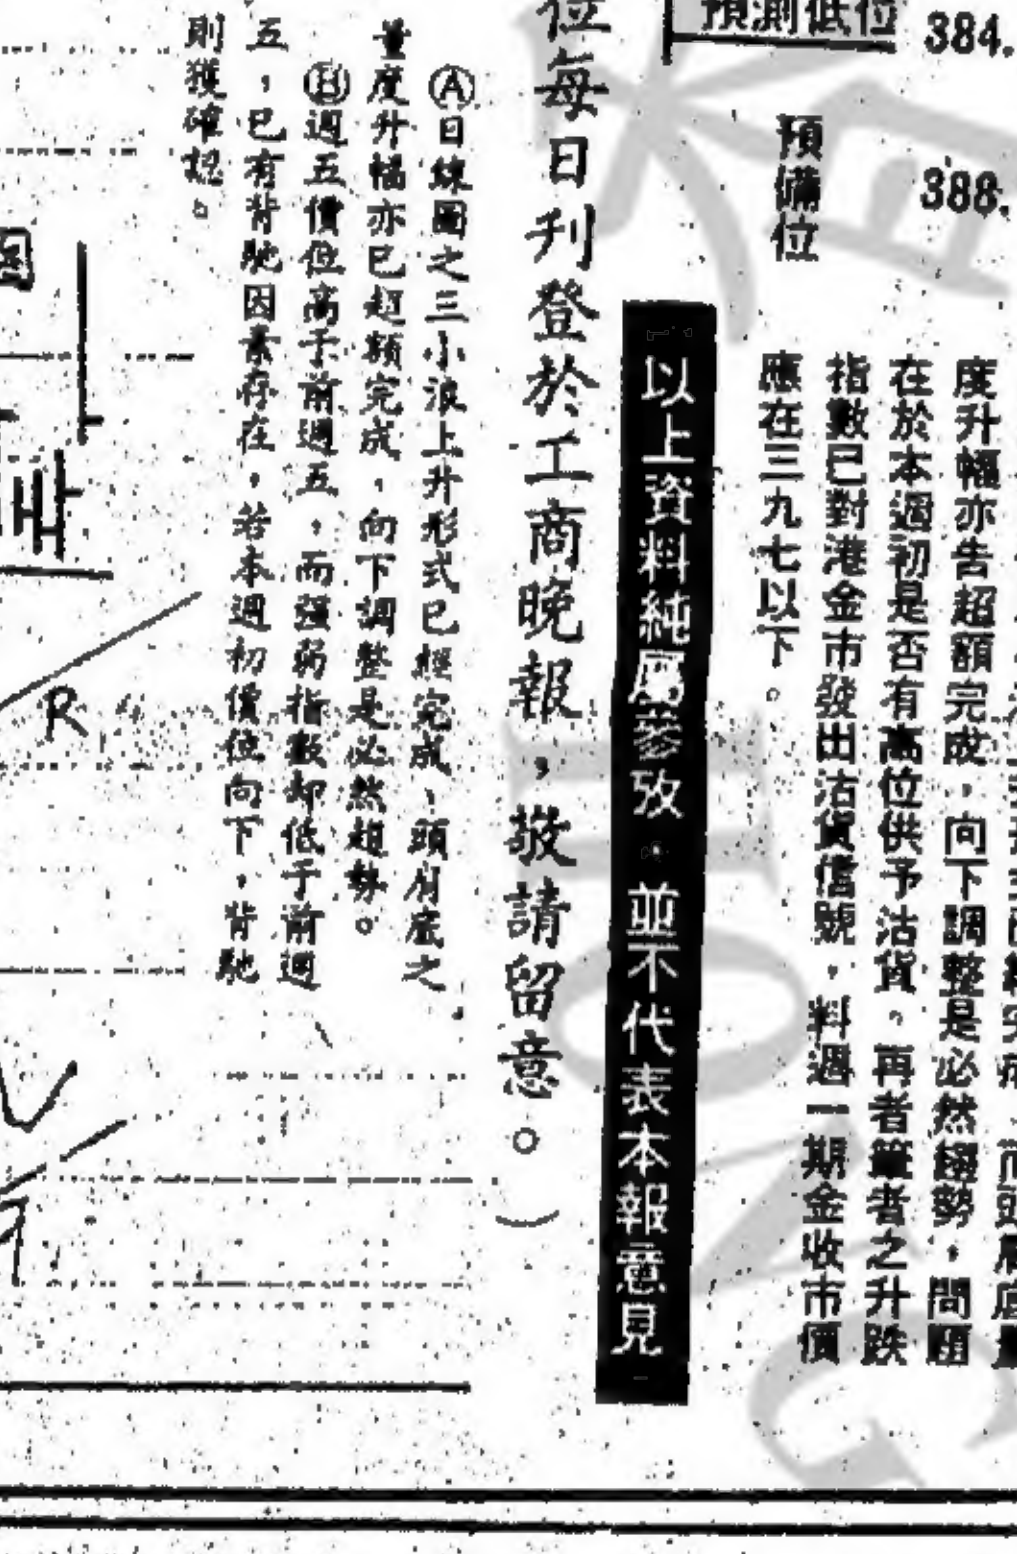 預測低位 384.
預備位 388.
度升幅亦告超額完成，向下調整是必然趨勢，問題
在於本週初是否有高位供予沽貨。再者筆者之升跌
指數已對港金市發出沽貨信號，料週一期金收市價
應在三九七以下。
以上資料純屬參攷·並不代表本報意見
位每日刊登於工商晚報，敬請留意。）
Ⓐ日線圖之三小浪上升形式已經完成，頭肩底之
量度升幅亦已超額完成，向下調整是必然趨勢。
Ⓑ週五價位高于前週五，而強弱指數却低于前週
五，已有背馳因素存在，若本週初價位向下，背馳
則獲確認。
圖
R